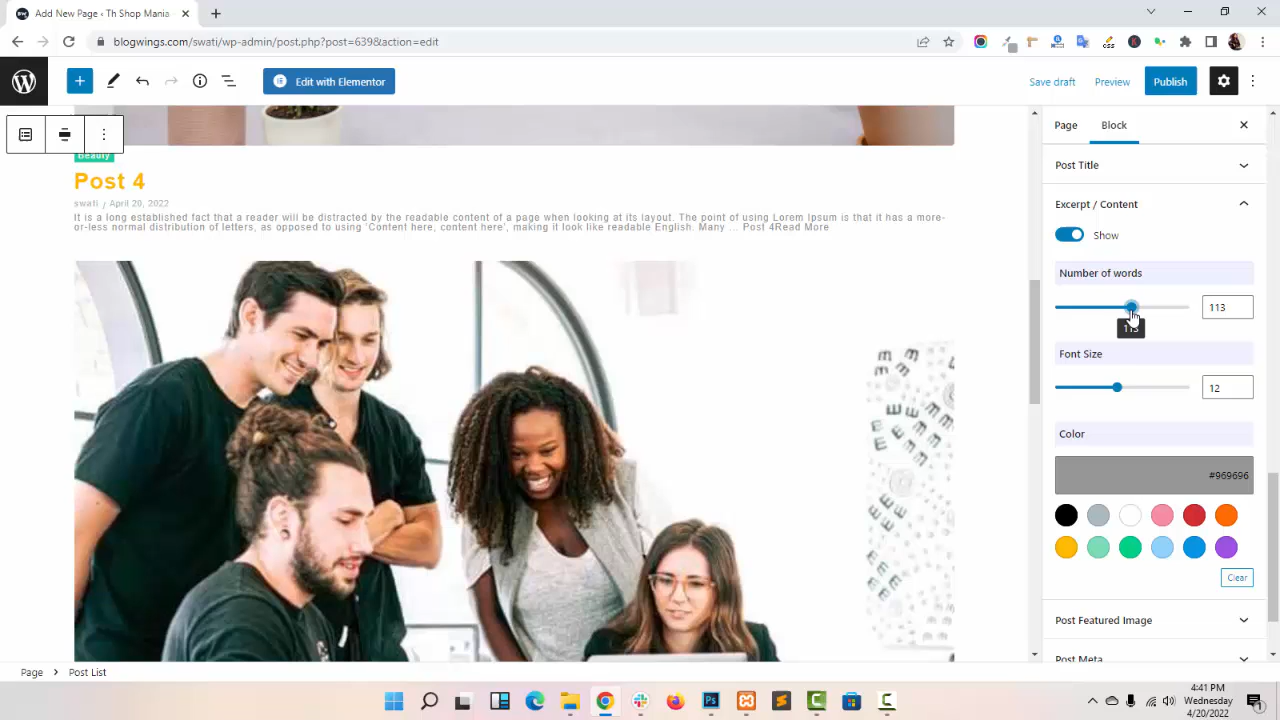 Add New Page - Th Shop Mania
blogwings.com/swati/wp-admin/post.php?post=639&action=edit
Edit with Elementor
Save draft
Preview
Publish
Page
Block
Beauty
Post 4
swati / April 20, 2022
It is a long established fact that a reader will be distracted by the readable content of a page when looking at its layout. The point of using Lorem Ipsum is that it has a more-
or-less normal distribution of letters, as opposed to using ‘Content here, content here’, making it look like readable English. Many ... Post 4Read More
Post Title
Excerpt / Content
Show
Number of words
113
113
Font Size
12
Color
#969696
Clear
Post Featured Image
Post Meta
Page
Post List
4:41 PM
Wednesday
4/20/2022